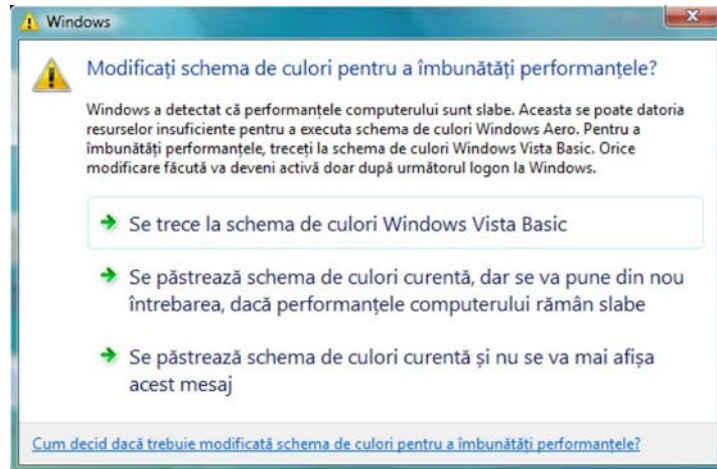 Windows
Modificați schema de culori pentru a îmbunătăți performanțele?
Windows a detectat că performanțele computerului sunt slabe. Aceasta se poate datoria
resurselor insuficiente pentru a executa schema de culori Windows Aero. Pentru a
îmbunătăți performanțele, treceți la schema de culori Windows Vista Basic. Orice
modificare făcută va deveni activă doar după următorul logon la Windows.
Se trece la schema de culori Windows Vista Basic
Se păstrează schema de culori curentă, dar se va pune din nou
întrebarea, dacă performanțele computerului rămân slabe
Se păstrează schema de culori curentă și nu se va mai afișa
acest mesaj
Cum decid dacă trebuie modificată schema de culori pentru a îmbunătăți performanțele?